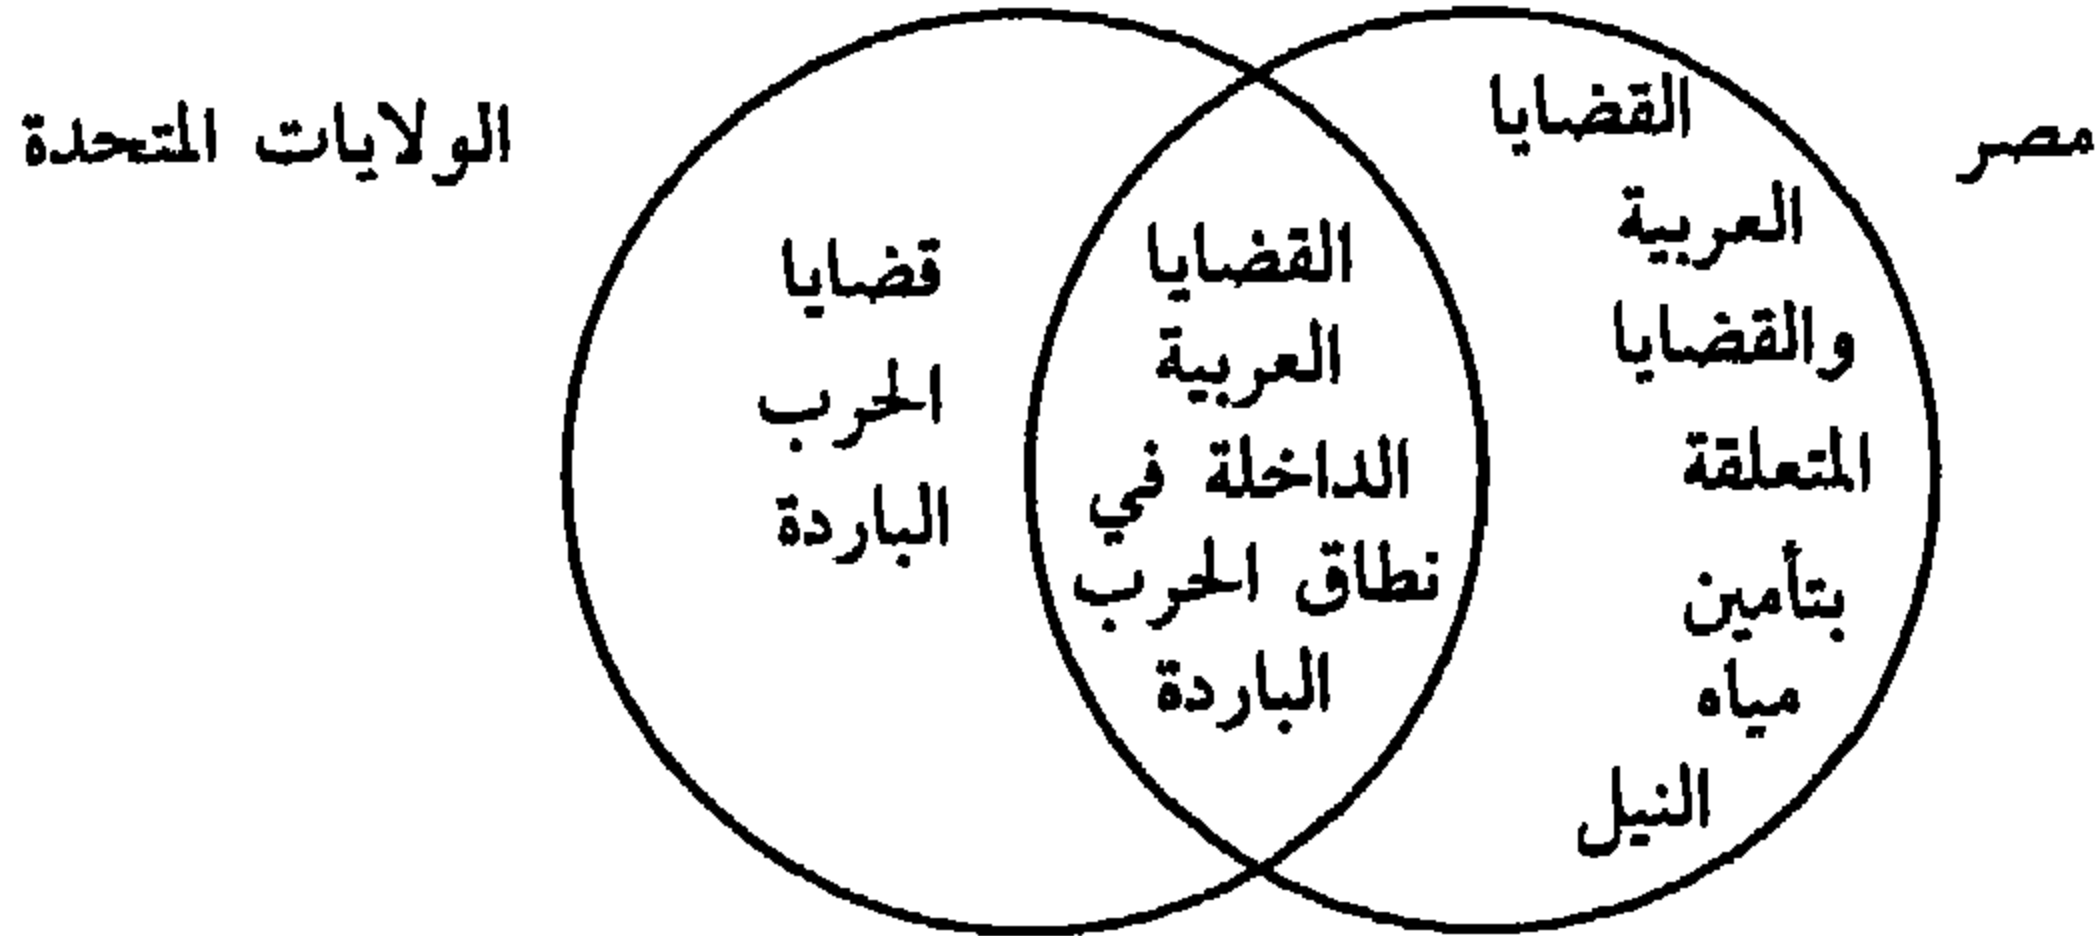 مصر
القضايا
العربية
والقضايا
المتعلقة
بتأمين
مياه
النيل
القضايا
العربية
الداخلة في
نطاق الحرب
الباردة
قضايا
الحرب
الباردة
الولايات المتحدة